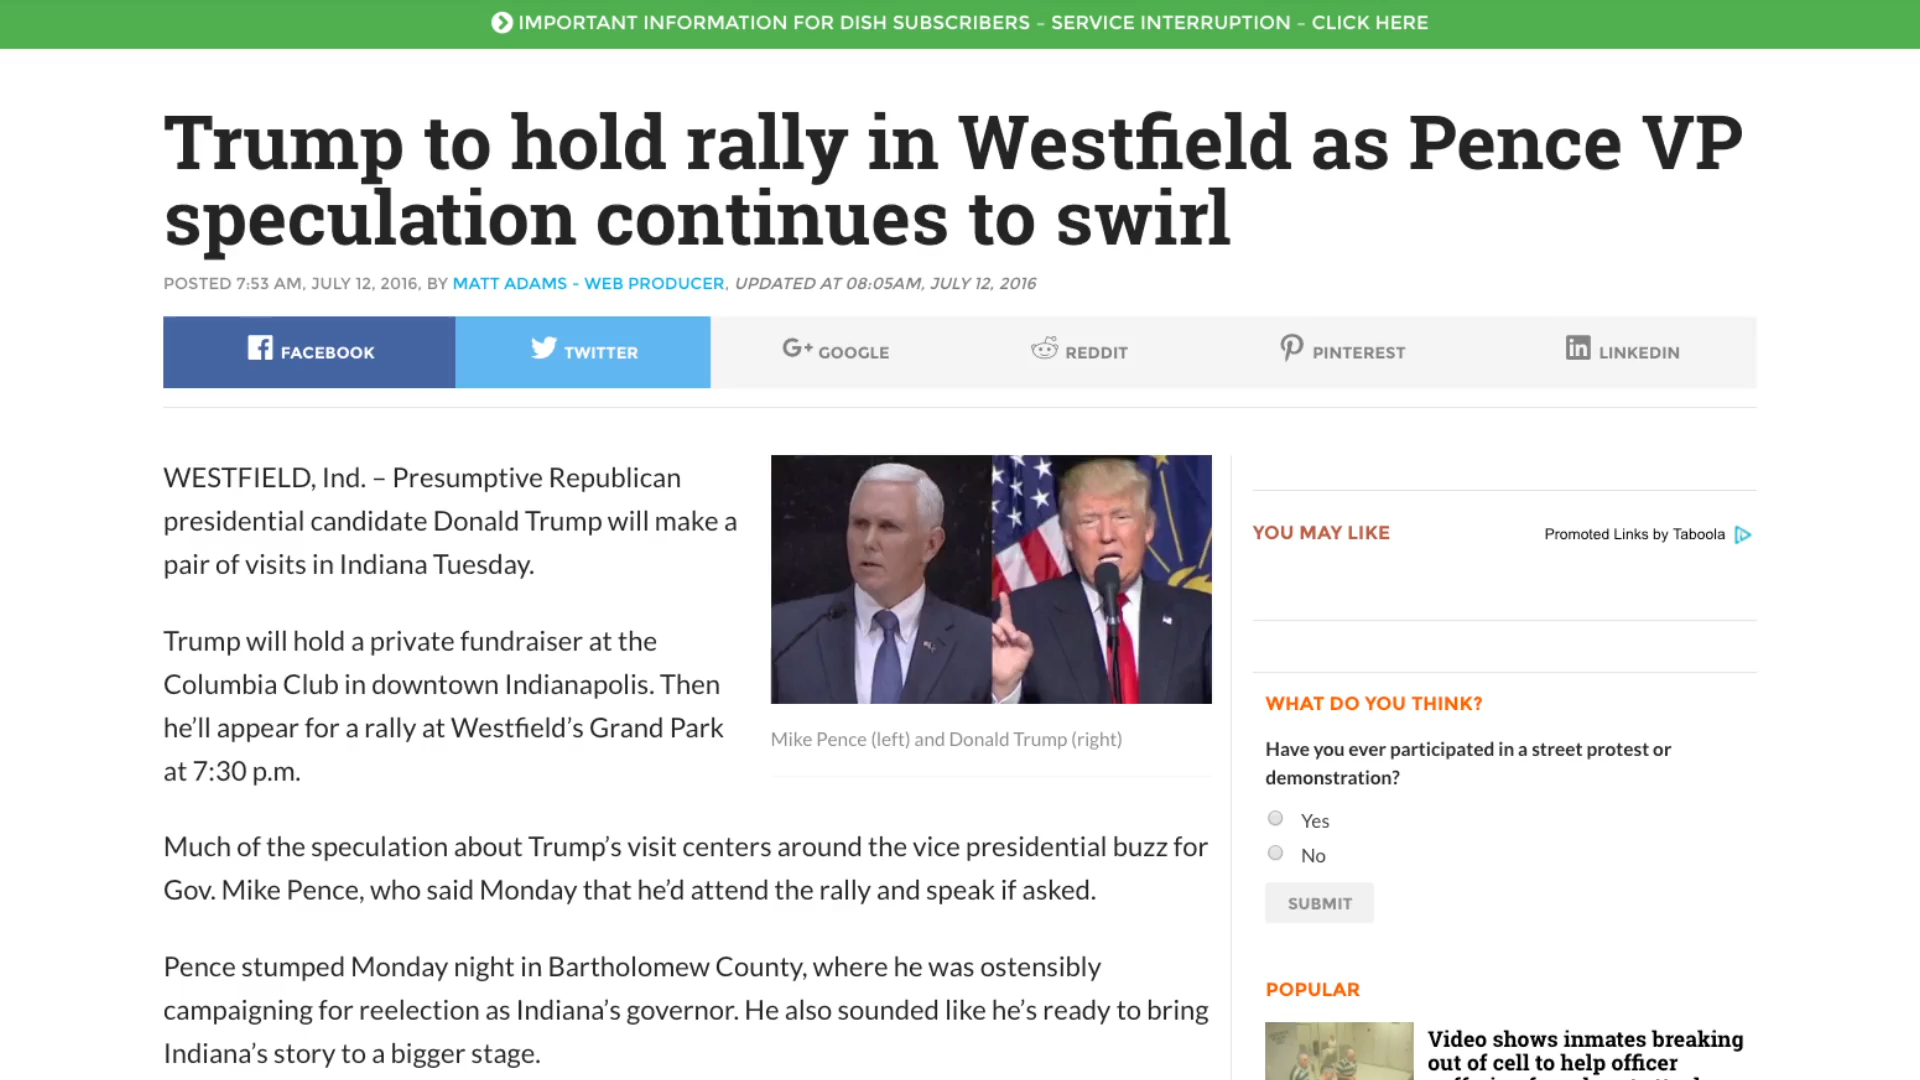 IMPORTANT INFORMATION FOR DISH SUBSCRIBERS – SERVICE INTERRUPTION – CLICK HERE
Trump to hold rally in Westfield as Pence VP
speculation continues to swirl
POSTED 7:53 AM, JULY 12, 2016, BY MATT ADAMS - WEB PRODUCER, UPDATED AT 08:05AM, JULY 12, 2016
FACEBOOK
TWITTER
G+ GOOGLE
REDDIT
PINTEREST
in LINKEDIN
WESTFIELD, Ind. – Presumptive Republican
presidential candidate Donald Trump will make a
pair of visits in Indiana Tuesday.
Trump will hold a private fundraiser at the
Columbia Club in downtown Indianapolis. Then
he’ll appear for a rally at Westfield’s Grand Park
at 7:30 p.m.
Mike Pence (left) and Donald Trump (right)
Much of the speculation about Trump’s visit centers around the vice presidential buzz for
Gov. Mike Pence, who said Monday that he’d attend the rally and speak if asked.
Pence stumped Monday night in Bartholomew County, where he was ostensibly
campaigning for reelection as Indiana’s governor. He also sounded like he’s ready to bring
Indiana’s story to a bigger stage.
YOU MAY LIKE
Promoted Links by Taboola
WHAT DO YOU THINK?
Have you ever participated in a street protest or
demonstration?
Yes
No
SUBMIT
POPULAR
Video shows inmates breaking
out of cell to help officer